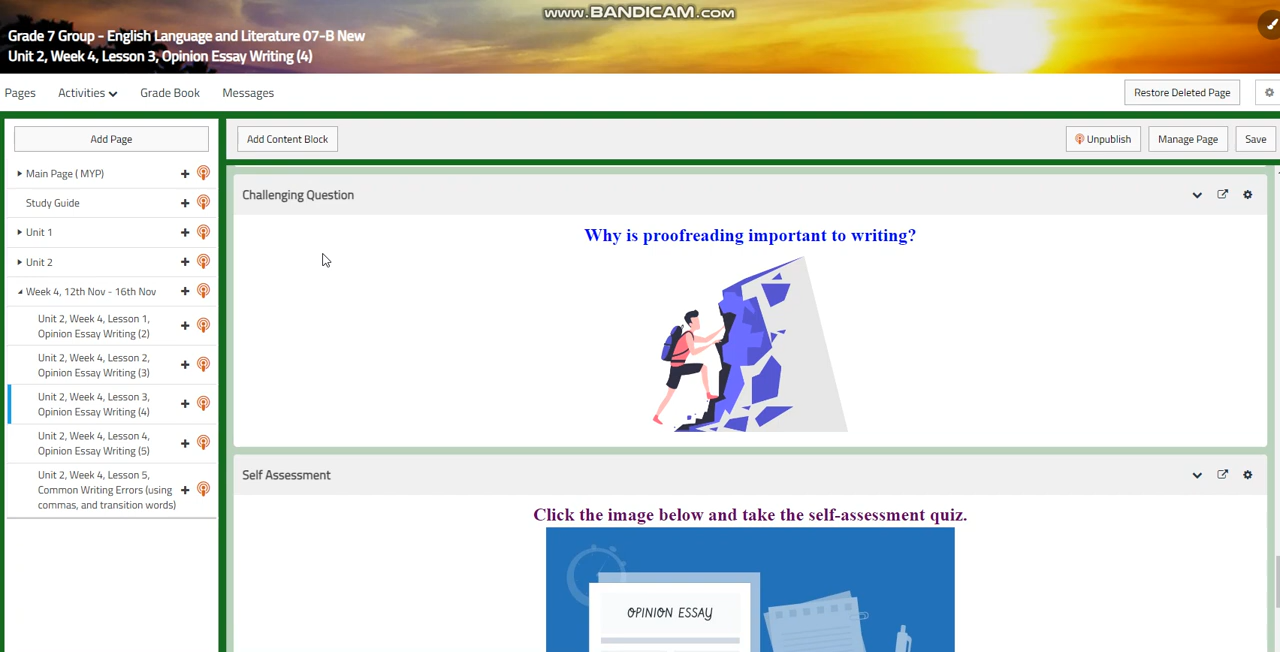 www.BANDICAM.com
Grade 7 Group - English Language and Literature 07-B New
Unit 2, Week 4, Lesson 3, Opinion Essay Writing (4)
Pages
Activities
Grade Book
Messages
Restore Deleted Page
Add Page
Add Content Block
Unpublish
Manage Page
Save
Main Page ( MYP)
Study Guide
Unit 1
Unit 2
Week 4, 12th Nov - 16th Nov
Unit 2, Week 4, Lesson 1,
Opinion Essay Writing (2)
Unit 2, Week 4, Lesson 2,
Opinion Essay Writing (3)
Unit 2, Week 4, Lesson 3,
Opinion Essay Writing (4)
Unit 2, Week 4, Lesson 4,
Opinion Essay Writing (5)
Unit 2, Week 4, Lesson 5,
Common Writing Errors (using
commas, and transition words)
Challenging Question
Why is proofreading important to writing?
Self Assessment
Click the image below and take the self-assessment quiz.
OPINION ESSAY